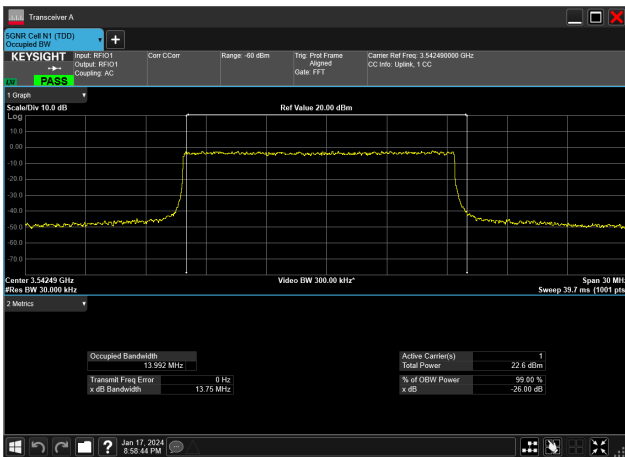 Transceiver A
5GNR Cell N1 (TDD)
Occupied BW
KEYSIGHT
LXI
PASS
Input: RFIO1
Output: RFIO1
Coupling: AC
Corr CCorr
Range: -60 dBm
Trig: Prot Frame
Aligned
Gate: FFT
Carrier Ref Freq: 3.542490000 GHz
CC Info: Uplink, 1 CC
1 Graph
Scale/Div 10.0 dB
Ref Value 20.00 dBm
Log
10.0
0.00
-10.0
-20.0
-30.0
-40.0
-50.0
-60.0
-70.0
Center 3.54249 GHz
Video BW 300.00 kHz*
Span 30 MHz
#Res BW 30.000 kHz
Sweep 39.7 ms (1001 pts
2 Metrics
Occupied Bandwidth
13.992 MHz
Active Carrier(s) 1
Total Power 22.6 dBm
Transmit Freq Error 0 Hz
x dB Bandwidth 13.75 MHz
% of OBW Power 99.00 %
x dB -26.00 dB
Jan 17, 2024
8:58:44 PM